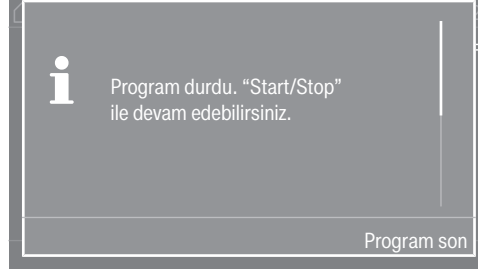 Program durdu. “Start/Stop”
ile devam edebilirsiniz.
Program son